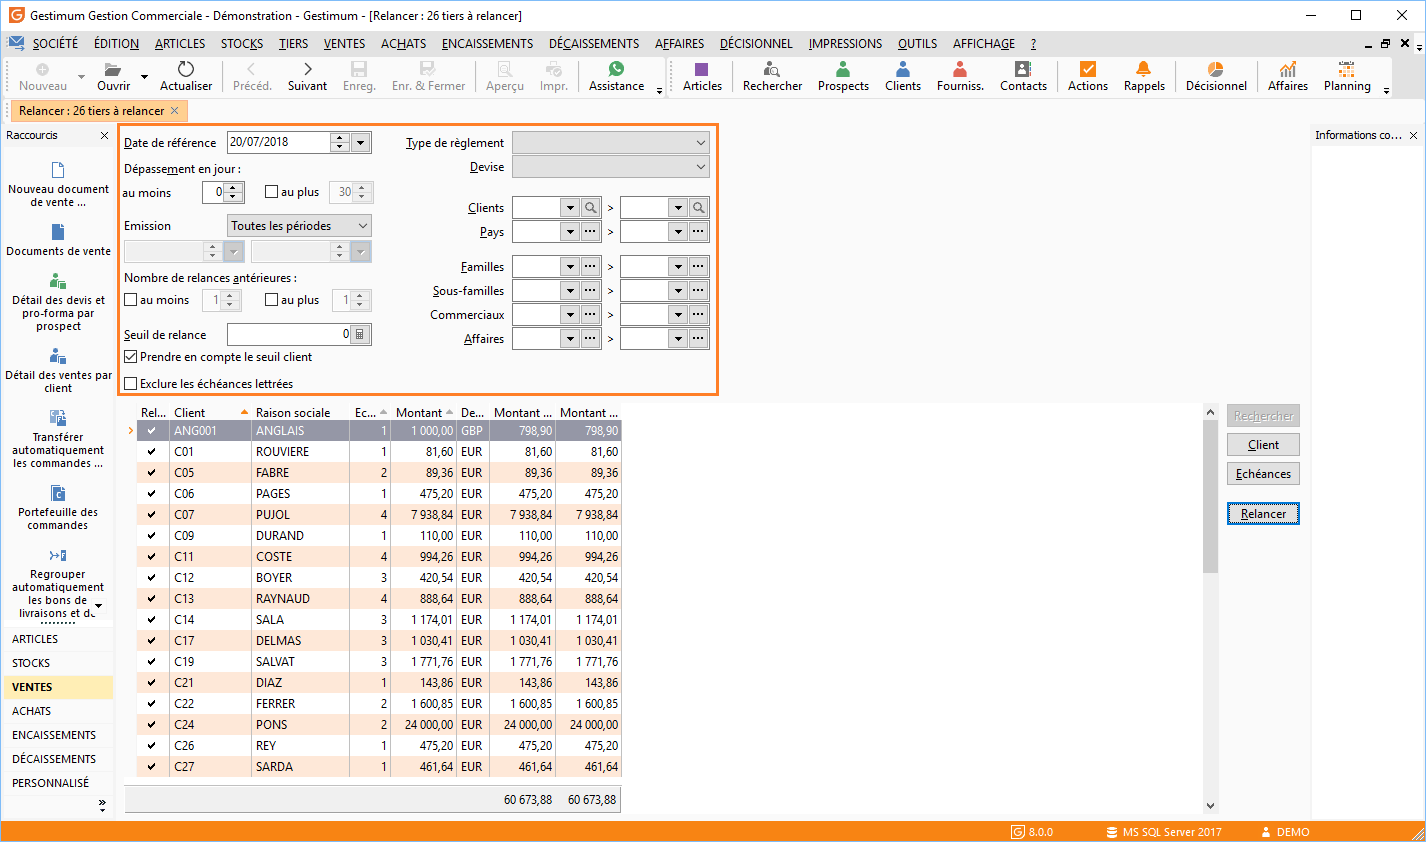 Gestimum Gestion Commerciale - Démonstration - Gestimum - [Relancer : 26 tiers à relancer]
SOCIÉTÉ ÉDITION ARTICLES STOCKS TIERS VENTES ACHATS ENCAISSEMENTS DÉCAISSEMENTS AFFAIRES DÉCISIONNEL IMPRESSIONS OUTILS AFFICHAGE ?
Nouveau Ouvrir Actualiser Précéd. Suivant Enreg. Enr. & Fermer Aperçu Impr. Assistance Articles Rechercher Prospects Clients Fourniss. Contacts Actions Rappels Décisionnel Affaires Planning
Relancer : 26 tiers à relancer
Raccourcis
Nouveau document
de vente ...
Documents de vente
Détail des devis et
pro-forma par
prospect
Détail des ventes par
client
Transférer
automatiquement
les commandes ...
Portefeuille des
commandes
Regrouper
automatiquement
les bons de
livraisons et d
ARTICLES
STOCKS
VENTES
ACHATS
ENCAISSEMENTS
DÉCAISSEMENTS
PERSONNALISÉ
Date de référence 20/07/2018
Dépassement en jour :
au moins 0 au plus 30
Emission Toutes les périodes
Nombre de relances antérieures :
au moins 1 au plus 1
Seuil de relance 0
Prendre en compte le seuil client
Exclure les échéances lettrées
Type de règlement
Devise
Clients >
Pays >
Familles >
Sous-familles >
Commerciaux >
Affaires >
Rel... Client Raison sociale Ec... Montant De... Montant ... Montant ...
ANG001 ANGLAIS 1 1 000,00 GBP 798,90 798,90
C01 ROUVIERE 1 81,60 EUR 81,60 81,60
C05 FABRE 2 89,36 EUR 89,36 89,36
C06 PAGES 1 475,20 EUR 475,20 475,20
C07 PUJOL 4 7 938,84 EUR 7 938,84 7 938,84
C09 DURAND 1 110,00 EUR 110,00 110,00
C11 COSTE 4 994,26 EUR 994,26 994,26
C12 BOYER 3 420,54 EUR 420,54 420,54
C13 RAYNAUD 4 888,64 EUR 888,64 888,64
C14 SALA 3 1 174,01 EUR 1 174,01 1 174,01
C17 DELMAS 3 1 030,41 EUR 1 030,41 1 030,41
C19 SALVAT 3 1 771,76 EUR 1 771,76 1 771,76
C21 DIAZ 1 143,86 EUR 143,86 143,86
C22 FERRER 2 1 600,85 EUR 1 600,85 1 600,85
C24 PONS 2 24 000,00 EUR 24 000,00 24 000,00
C26 REY 1 475,20 EUR 475,20 475,20
C27 SARDA 1 461,64 EUR 461,64 461,64
60 673,88 60 673,88
Rechercher
Client
Echéances
Relancer
Informations co...
8.0.0 MS SQL Server 2017 DEMO